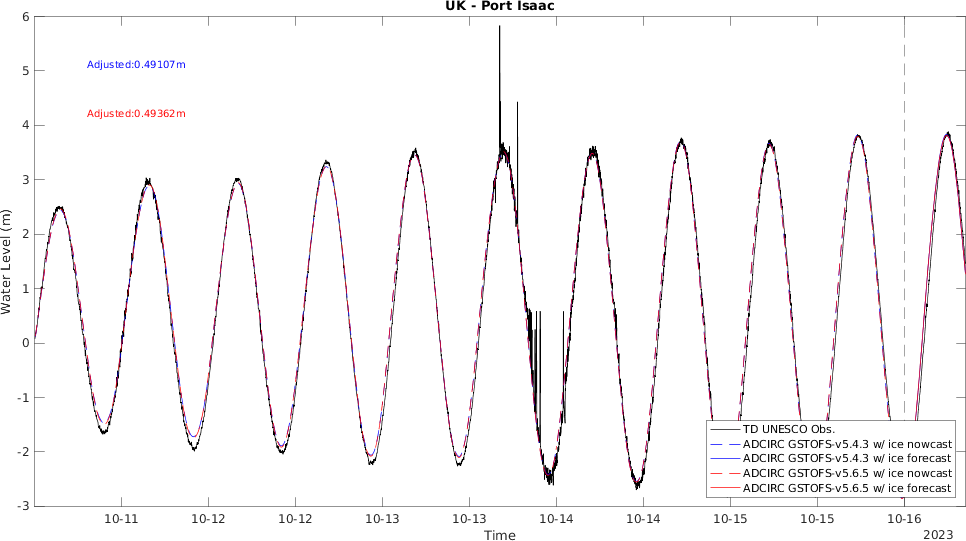 UK - Port Isaac
6
5
4
3
2
1
0
-1
-2
-3
Water Level (m)
Adjusted:0.49107m
Adjusted:0.49362m
TD UNESCO Obs.
ADCIRC GSTOFS-v5.4.3 w/ ice nowcast
ADCIRC GSTOFS-v5.4.3 w/ ice forecast
ADCIRC GSTOFS-v5.6.5 w/ ice nowcast
ADCIRC GSTOFS-v5.6.5 w/ ice forecast
10-11 10-12 10-12 10-13 10-13 10-14 10-14 10-15 10-15 10-16
Time
2023